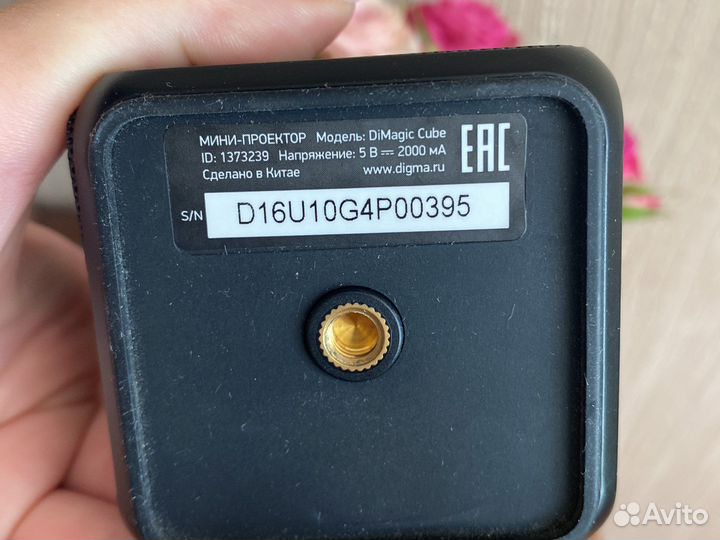 МИНИ-ПРОЕКТОР Модель: DiMagic Cube
ID: 1373239 Напряжение: 5 В ⎓ 2000 мА
Сделано в Китае www.digma.ru
EAC
S/N D16U10G4P00395
Avito